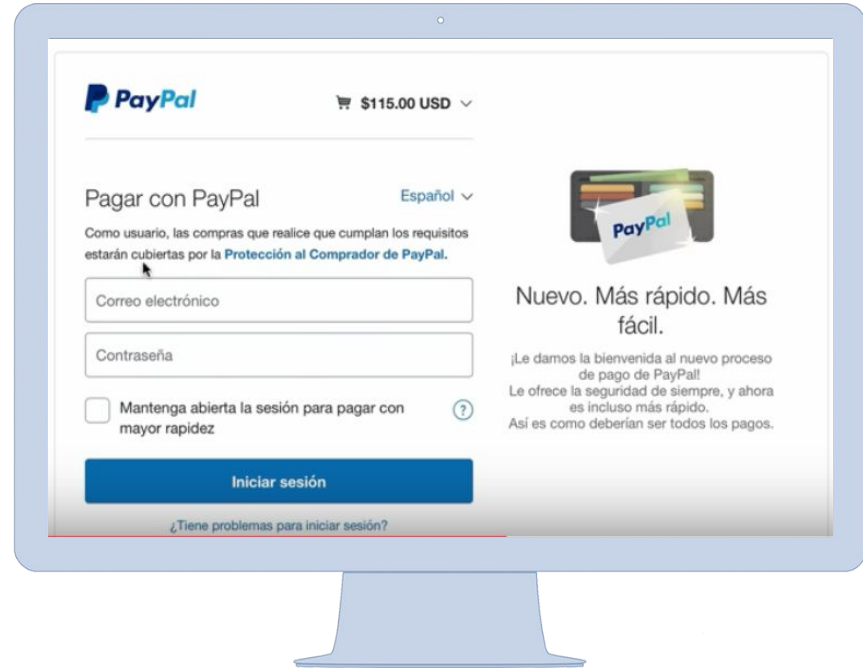 PayPal
$115.00 USD
Pagar con PayPal
Español
Como usuario, las compras que realice que cumplan los requisitos
estarán cubiertas por la Protección al Comprador de PayPal.
Correo electrónico
Contraseña
Mantenga abierta la sesión para pagar con
mayor rapidez
?
Iniciar sesión
¿Tiene problemas para iniciar sesión?
PayPal
Nuevo. Más rápido. Más
fácil.
¡Le damos la bienvenida al nuevo proceso
de pago de PayPal!
Le ofrece la seguridad de siempre, y ahora
es incluso más rápido.
Así es como deberían ser todos los pagos.